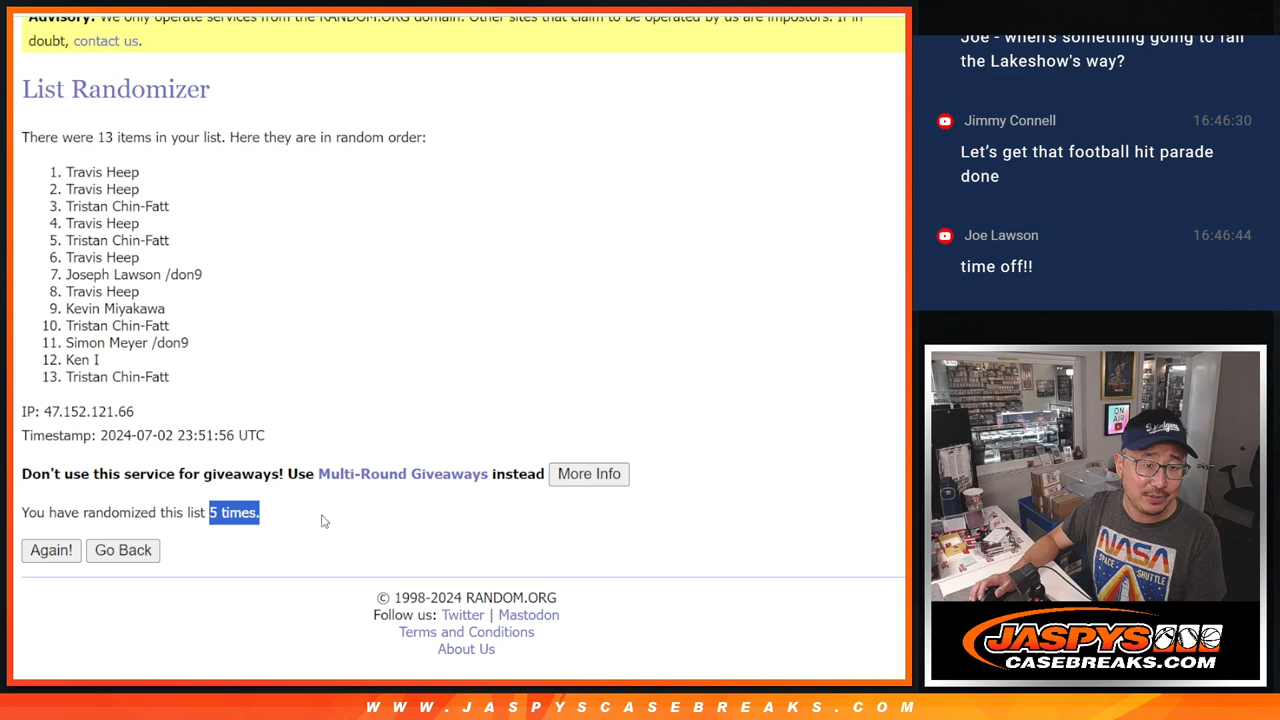 Advisory: We only operate services from the RANDOM.ORG domain. Other sites that claim to be operated by us are impostors. If in
doubt, contact us.
List Randomizer
There were 13 items in your list. Here they are in random order:
1. Travis Heep
2. Travis Heep
3. Tristan Chin-Fatt
4. Travis Heep
5. Tristan Chin-Fatt
6. Travis Heep
7. Joseph Lawson /don9
8. Travis Heep
9. Kevin Miyakawa
10. Tristan Chin-Fatt
11. Simon Meyer /don9
12. Ken I
13. Tristan Chin-Fatt
IP: 47.152.121.66
Timestamp: 2024-07-02 23:51:56 UTC
Don't use this service for giveaways! Use Multi-Round Giveaways instead More Info
You have randomized this list 5 times.
Again! Go Back
© 1998-2024 RANDOM.ORG
Follow us: Twitter | Mastodon
Terms and Conditions
About Us
Joe - when's something going to fall
the Lakeshow's way?
Jimmy Connell 16:46:30
Let's get that football hit parade
done
Joe Lawson 16:46:44
time off!!
ON
AIR
Dodgers
NASA
SPACE SHUTTLE
JASPYS
CASEBREAKS.COM
WWW.JASPYSCASEBREAKS.COM